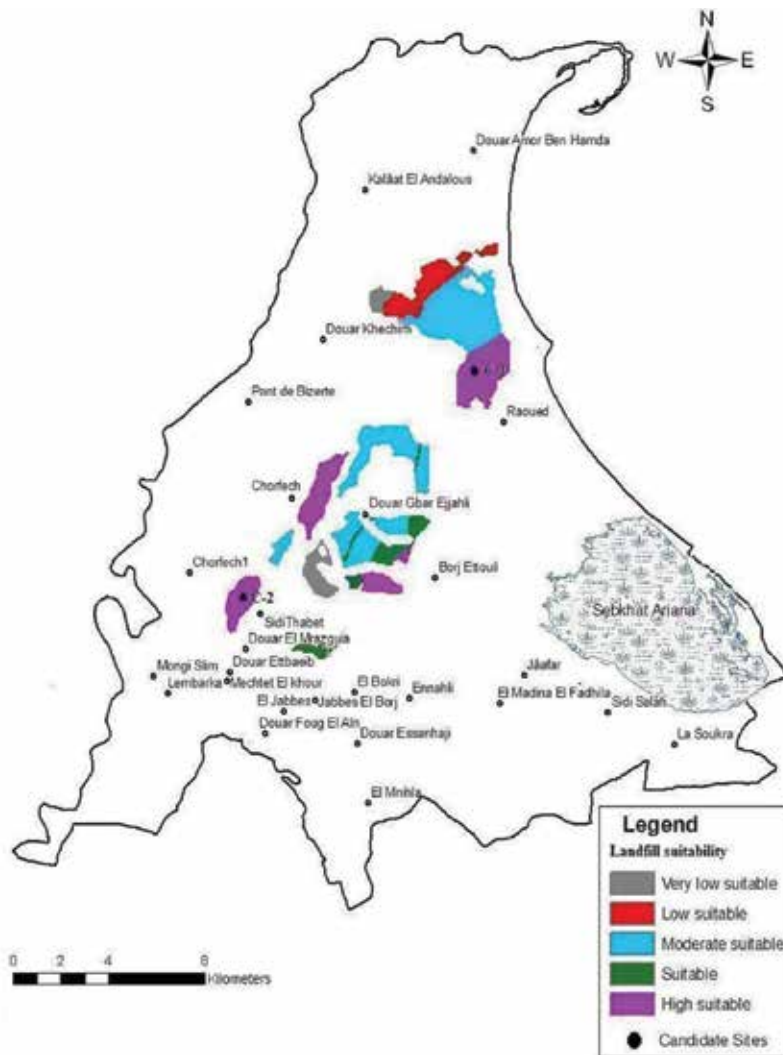 N
W E
S
Douar Amor Ben Hamda
Kalâat El Andalous
Douar Khechim
Pont de Bizerte
Raoued
Chorfech
Douar Gbar Ejjahli
Chorfech1
Borj Ettouil
C-2
Sebkhat Ariana
SidiThabet
Douar El Mrazguia
Mongi Slim
Douar Ettbaeib
Jâafar
Lembarka
Mechtet El khour
El Bokri
Ennahli
El Jabbes
Jabbes El Borj
El Madina El Fadhila
Sidi Salah
Douar Foug El Ain
Douar Essanhaji
La Soukra
El Mnihla
Legend
Landfill suitability
Very low suitable
Low suitable
Moderate suitable
Suitable
High suitable
Candidate Sites
0 2 4 8
Kilometers